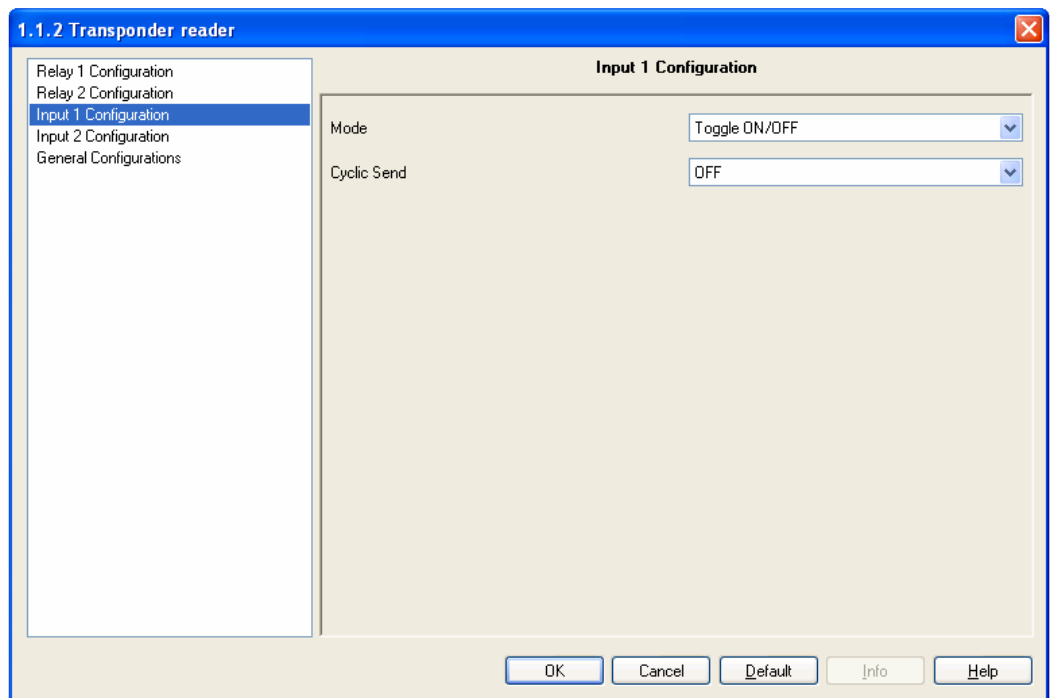 1.1.2 Transponder reader
Relay 1 Configuration
Relay 2 Configuration
Input 1 Configuration
Input 2 Configuration
General Configurations
Input 1 Configuration
Mode
Toggle ON/OFF
Cyclic Send
OFF
OK
Cancel
Default
Info
Help